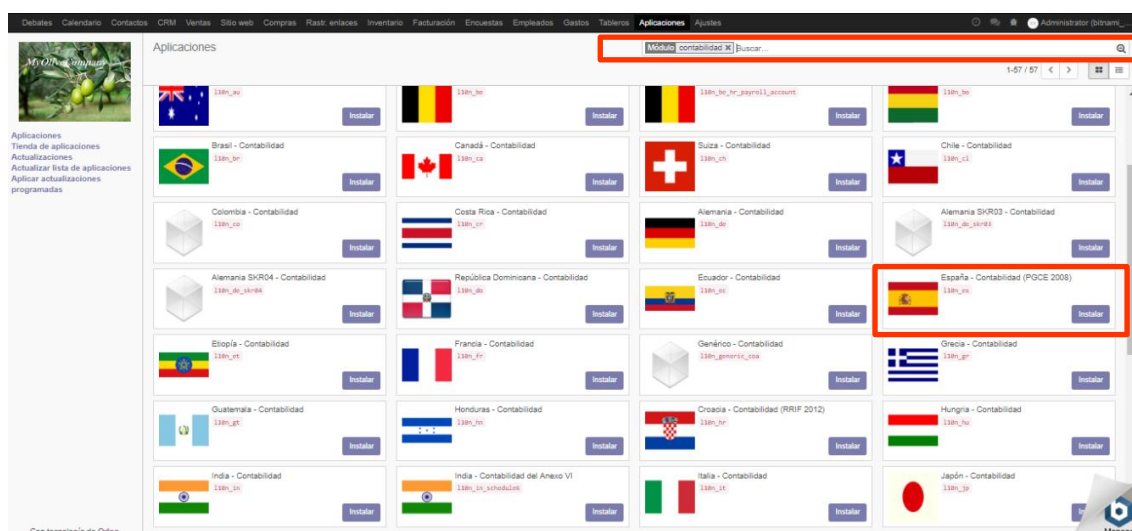 Debates Calendario Contactos CRM Ventas Sitio web Compras Rastr. enlaces Inventario Facturación Encuestas Empleados Gastos Tableros Aplicaciones Ajustes Administrator (bitnami_...
MyOliveCompany
Aplicaciones
Módulo contabilidad x Buscar...
1-57 / 57
Aplicaciones
Tienda de aplicaciones
Actualizaciones
Actualizar lista de aplicaciones
Aplicar actualizaciones
programadas
l10n_au l10n_be l10n_be_hr_payroll_account l10n_bo
Instalar Instalar Instalar Instalar
Brasil - Contabilidad Canadá - Contabilidad Suiza - Contabilidad Chile - Contabilidad
l10n_br l10n_ca l10n_ch l10n_cl
Instalar Instalar Instalar Instalar
Colombia - Contabilidad Costa Rica - Contabilidad Alemania - Contabilidad Alemania SKR03 - Contabilidad
l10n_co l10n_cr l10n_de l10n_de_skr03
Instalar Instalar Instalar Instalar
Alemania SKR04 - Contabilidad República Dominicana - Contabilidad Ecuador - Contabilidad España - Contabilidad (PGCE 2008)
l10n_de_skr04 l10n_do l10n_ec l10n_es
Instalar Instalar Instalar Instalar
Etiopía - Contabilidad Francia - Contabilidad Genérico - Contabilidad Grecia - Contabilidad
l10n_et l10n_fr l10n_generic_coa l10n_gr
Instalar Instalar Instalar Instalar
Guatemala - Contabilidad Honduras - Contabilidad Croacia - Contabilidad (RRIF 2012) Hungria - Contabilidad
l10n_gt l10n_hn l10n_hr l10n_hu
Instalar Instalar Instalar Instalar
India - Contabilidad India - Contabilidad del Anexo VI Italia - Contabilidad Japón - Contabilidad
l10n_in l10n_in_schedule6 l10n_it l10n_jp
Instalar Instalar Instalar